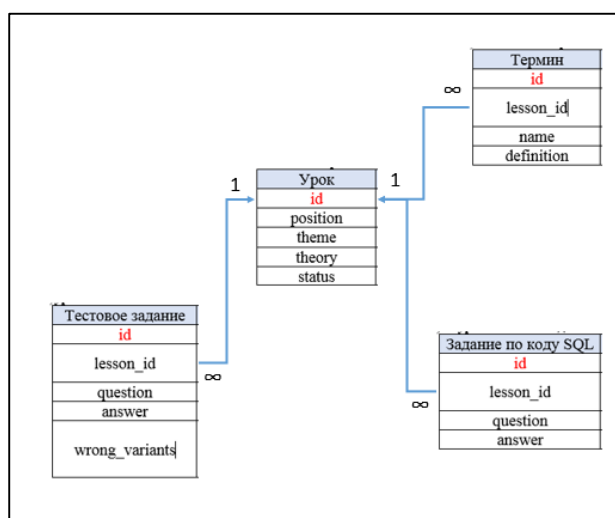 Термин
id
∞
lesson_id
name
definition
1
Урок
1
id
position
theme
theory
status
Тестовое задание
id
lesson_id
∞
question
answer
wrong_variants
Задание по коду SQL
id
lesson_id
∞
question
answer